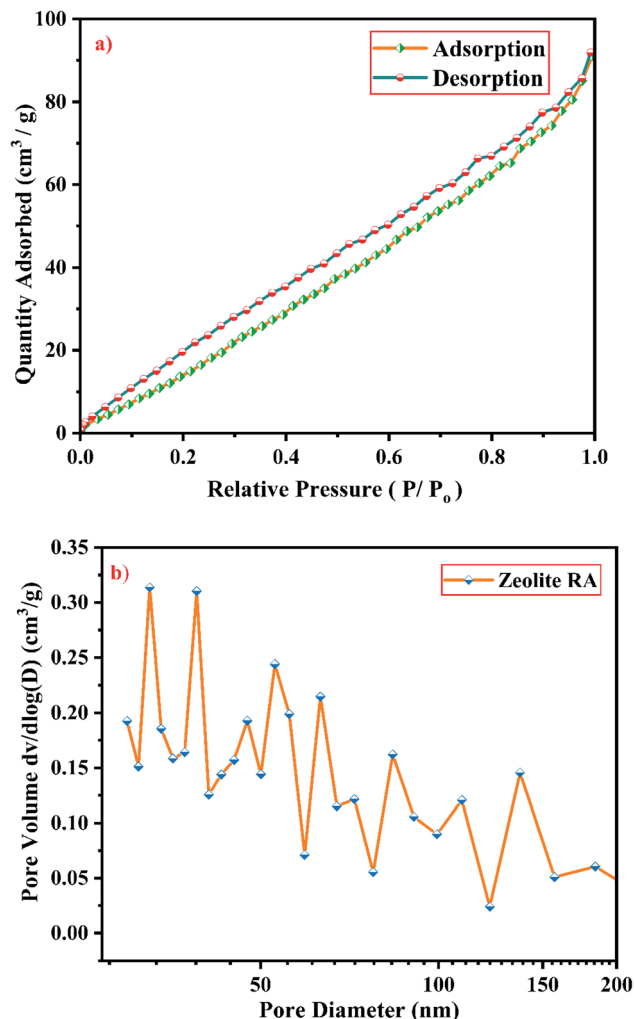 a)
Adsorption
Desorption
100
80
60
40
20
0
Quantity Adsorbed (cm³ / g)
0.0 0.2 0.4 0.6 0.8 1.0
Relative Pressure ( P/ Pₒ )
b)
Zeolite RA
0.35
0.30
0.25
0.20
0.15
0.10
0.05
0.00
Pore Volume dv/dlog(D) (cm³/g)
50 100 150 200
Pore Diameter (nm)